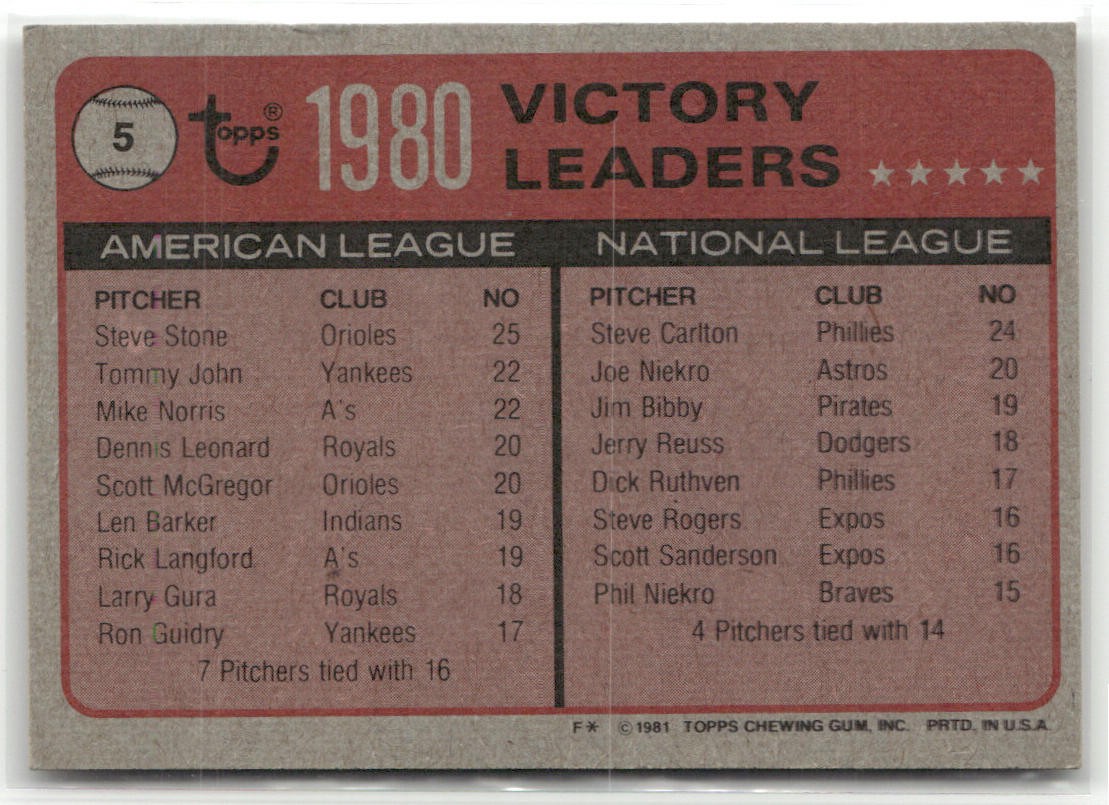 5 topps® 1980 VICTORY
LEADERS
AMERICAN LEAGUE
PITCHER CLUB NO
Steve Stone Orioles 25
Tommy John Yankees 22
Mike Norris A's 22
Dennis Leonard Royals 20
Scott McGregor Orioles 20
Len Barker Indians 19
Rick Langford A's 19
Larry Gura Royals 18
Ron Guidry Yankees 17
7 Pitchers tied with 16
NATIONAL LEAGUE
PITCHER CLUB NO
Steve Carlton Phillies 24
Joe Niekro Astros 20
Jim Bibby Pirates 19
Jerry Reuss Dodgers 18
Dick Ruthven Phillies 17
Steve Rogers Expos 16
Scott Sanderson Expos 16
Phil Niekro Braves 15
4 Pitchers tied with 14
F* © 1981 TOPPS CHEWING GUM, INC. PRTD. IN U.S.A.